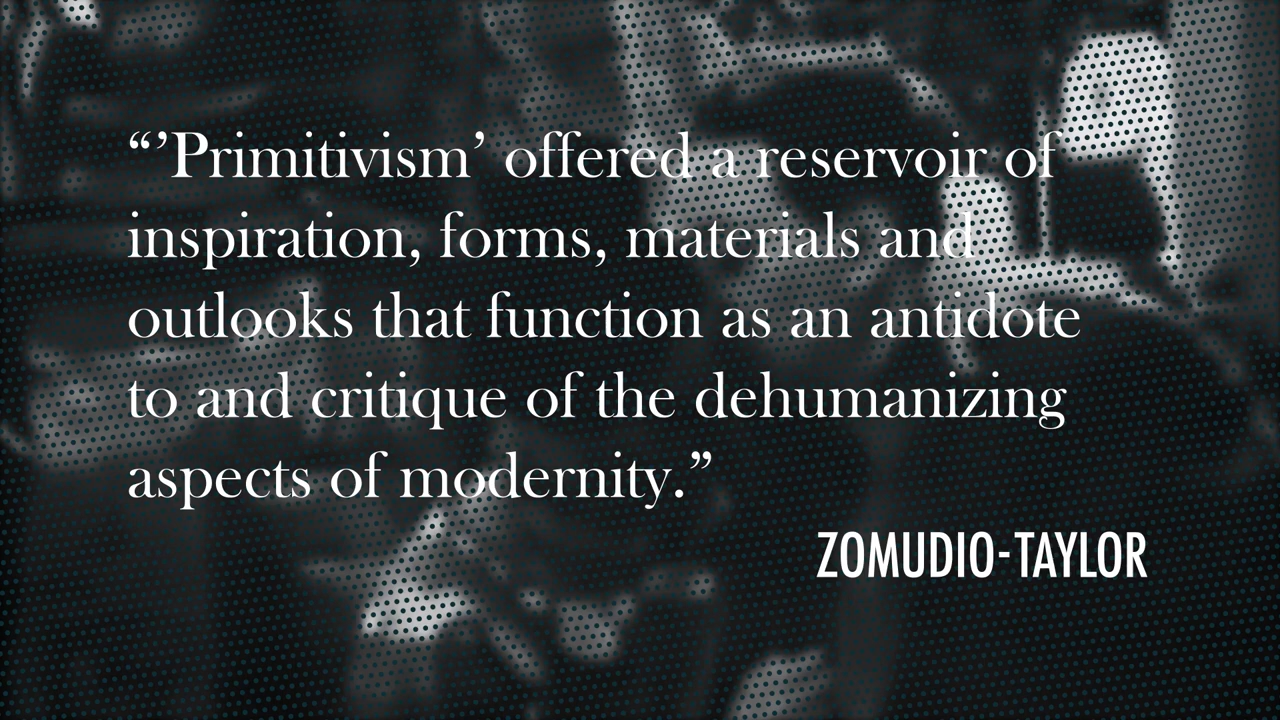 “’Primitivism’ offered a reservoir of
inspiration, forms, materials and
outlooks that function as an antidote
to and critique of the dehumanizing
aspects of modernity.”
ZOMUDIO-TAYLOR